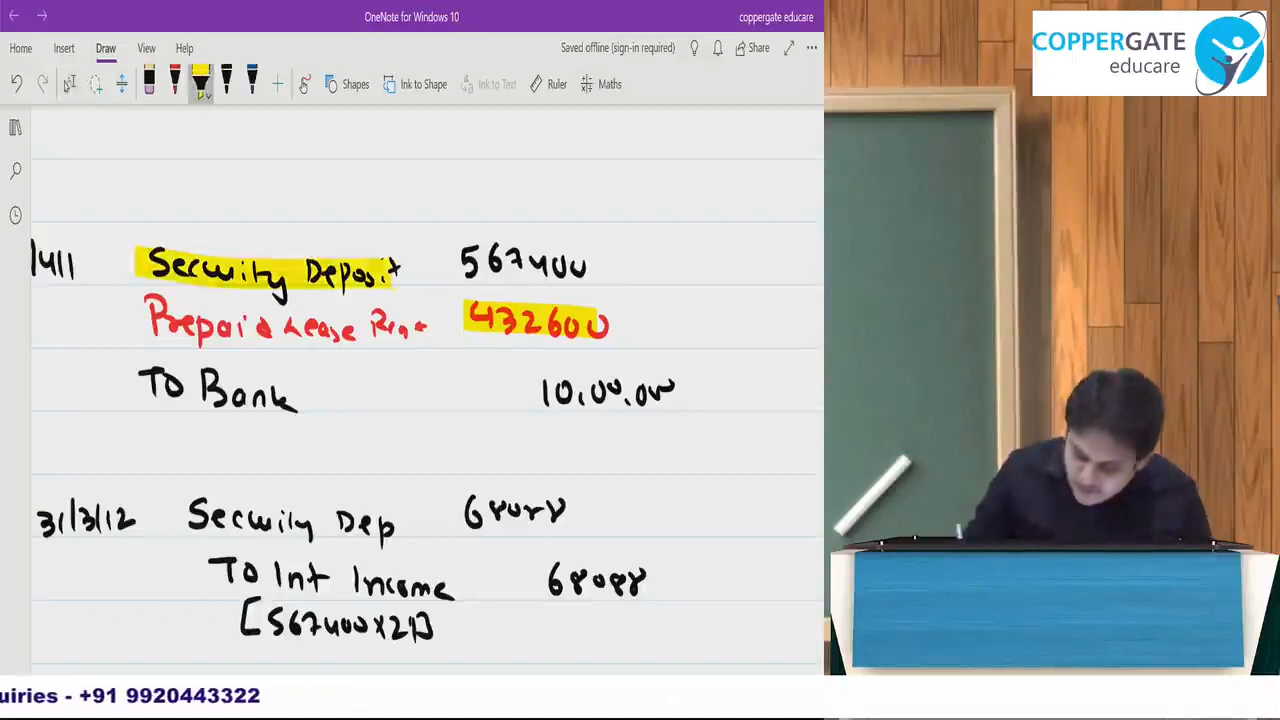 OneNote for Windows 10
coppergate educare
Home Insert Draw View Help
Saved offline (sign-in required) Share
Shapes Ink to Shape Ink to Text Ruler Maths
COPPERGATE
educare
Security Deposit 567400
Prepaid Lease Rent 432600
To Bank 10,00,000
31/3/12 Security Dep 68088
To Int Income 68088
uiries - +91 9920443322